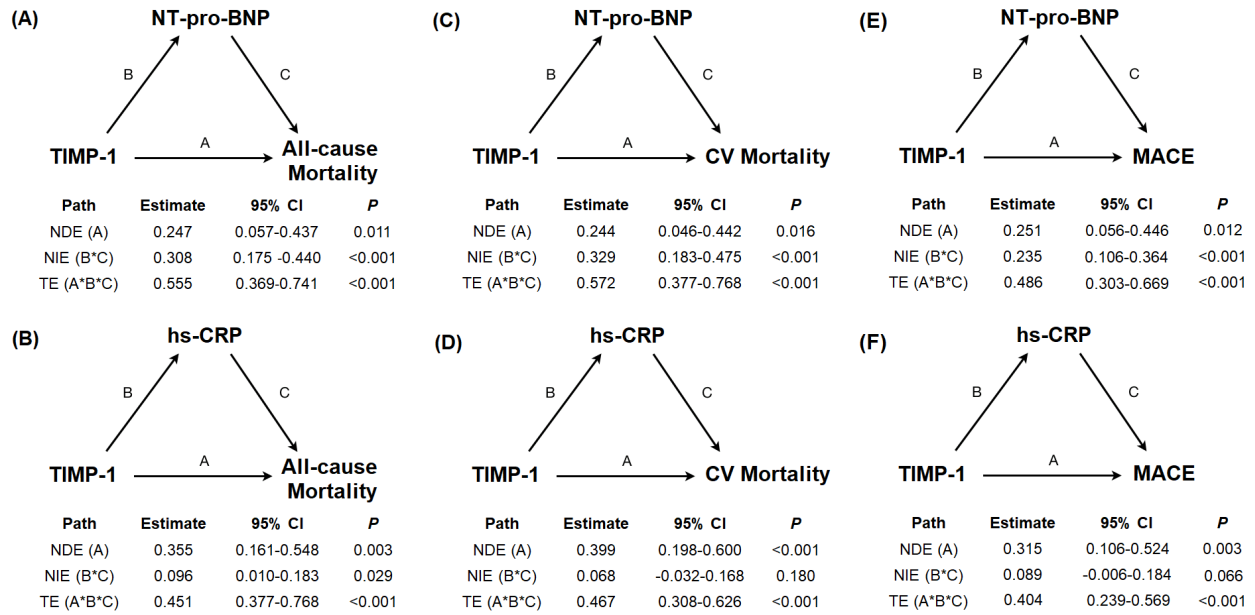 (A)
NT-pro-BNP
B
C
TIMP-1
A
All-cause
Mortality
Path Estimate 95% CI P
NDE (A) 0.247 0.057-0.437 0.011
NIE (B*C) 0.308 0.175 -0.440 <0.001
TE (A*B*C) 0.555 0.369-0.741 <0.001
(C)
NT-pro-BNP
B
C
TIMP-1
A
CV Mortality
Path Estimate 95% CI P
NDE (A) 0.244 0.046-0.442 0.016
NIE (B*C) 0.329 0.183-0.475 <0.001
TE (A*B*C) 0.572 0.377-0.768 <0.001
(E)
NT-pro-BNP
B
C
TIMP-1
A
MACE
Path Estimate 95% CI P
NDE (A) 0.251 0.056-0.446 0.012
NIE (B*C) 0.235 0.106-0.364 <0.001
TE (A*B*C) 0.486 0.303-0.669 <0.001
(B)
hs-CRP
B
C
TIMP-1
A
All-cause
Mortality
Path Estimate 95% CI P
NDE (A) 0.355 0.161-0.548 0.003
NIE (B*C) 0.096 0.010-0.183 0.029
TE (A*B*C) 0.451 0.377-0.768 <0.001
(D)
hs-CRP
B
C
TIMP-1
A
CV Mortality
Path Estimate 95% CI P
NDE (A) 0.399 0.198-0.600 <0.001
NIE (B*C) 0.068 -0.032-0.168 0.180
TE (A*B*C) 0.467 0.308-0.626 <0.001
(F)
hs-CRP
B
C
TIMP-1
A
MACE
Path Estimate 95% CI P
NDE (A) 0.315 0.106-0.524 0.003
NIE (B*C) 0.089 -0.006-0.184 0.066
TE (A*B*C) 0.404 0.239-0.569 <0.001